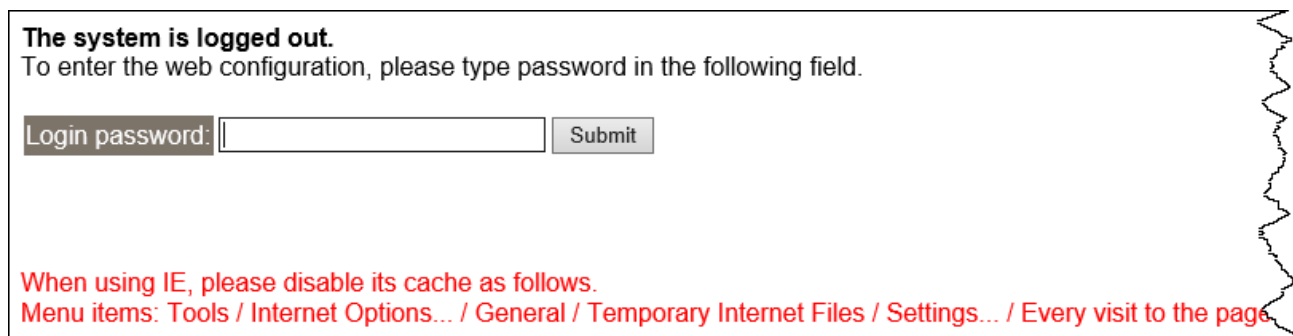 The system is logged out.
To enter the web configuration, please type password in the following field.
Login password: Submit
When using IE, please disable its cache as follows.
Menu items: Tools / Internet Options... / General / Temporary Internet Files / Settings... / Every visit to the page